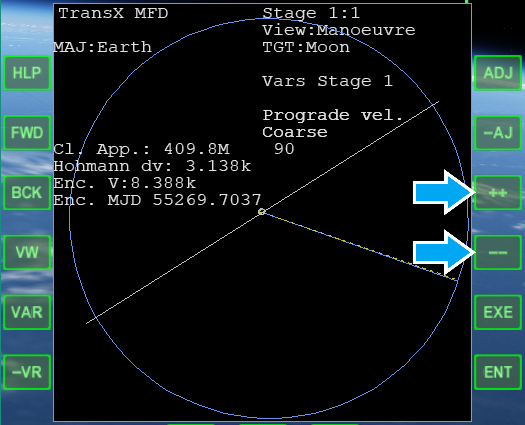 TransX MFD
Stage 1:1
View:Manoeuvre
MAJ:Earth
TGT:Moon
Vars Stage 1
Prograde vel.
Coarse
Cl. App.: 409.8M
90
Hohmann dv: 3.138k
Enc. V:8.388k
Enc. MJD 55269.7037
HLP
FWD
BCK
VW
VAR
-VR
ADJ
-AJ
++
--
EXE
ENT